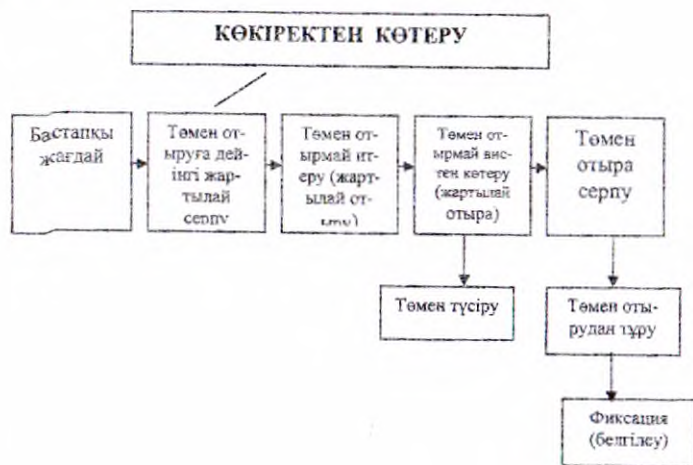 КӨКІРЕКТЕН КӨТЕРУ
Бастапқы
жағдай
Төмен от-
ыруға дей-
інгі жар-
тылай
серпу
Төмен от-
ырмай ит-
еру (жарт-
ылай от-
ыру)
Төмен от-
ырмай вис-
тен көтеру
(жартылай
отыра)
Төмен
отыра
серпу
Төмен түсіру
Төмен оты-
рудан тұру
Фиксация
(белгілеу)